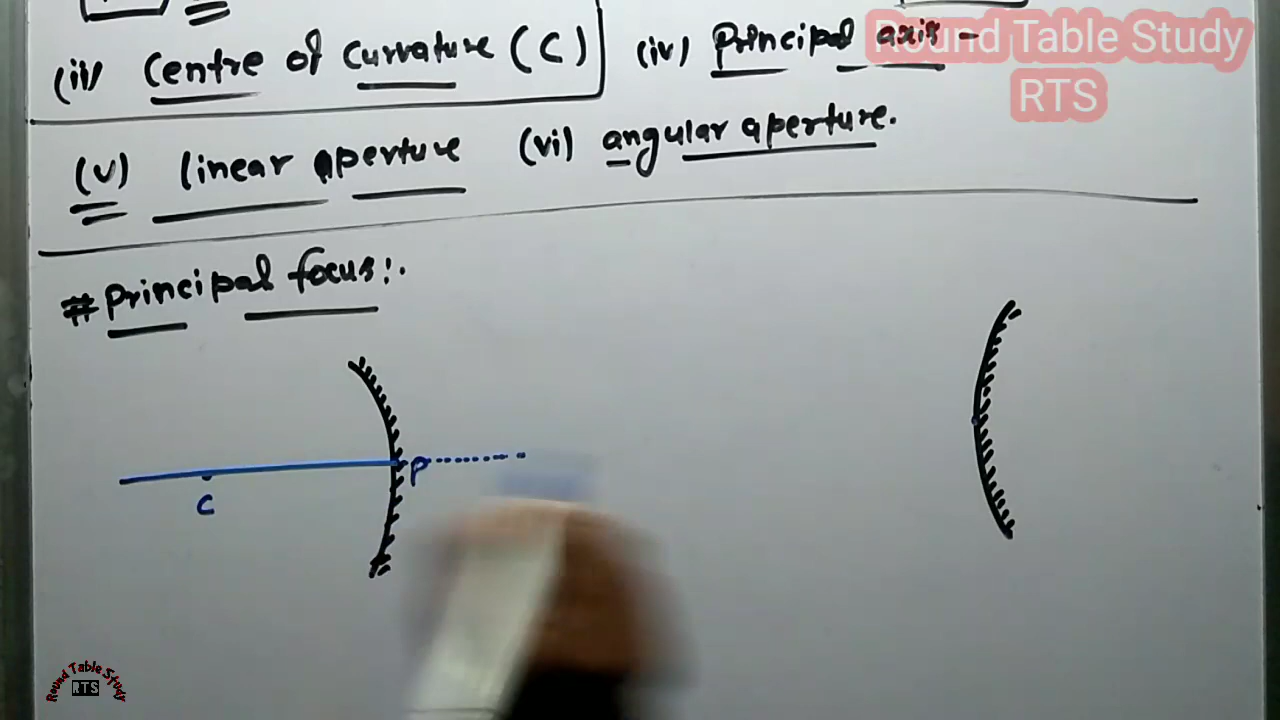 (ii) Centre of Curvature (C) (iv) Principal axis -
Round Table Study
RTS
(v) linear aperture (vi) angular aperture.
# Principal focus:.
P
C
Round Table Study
RTS